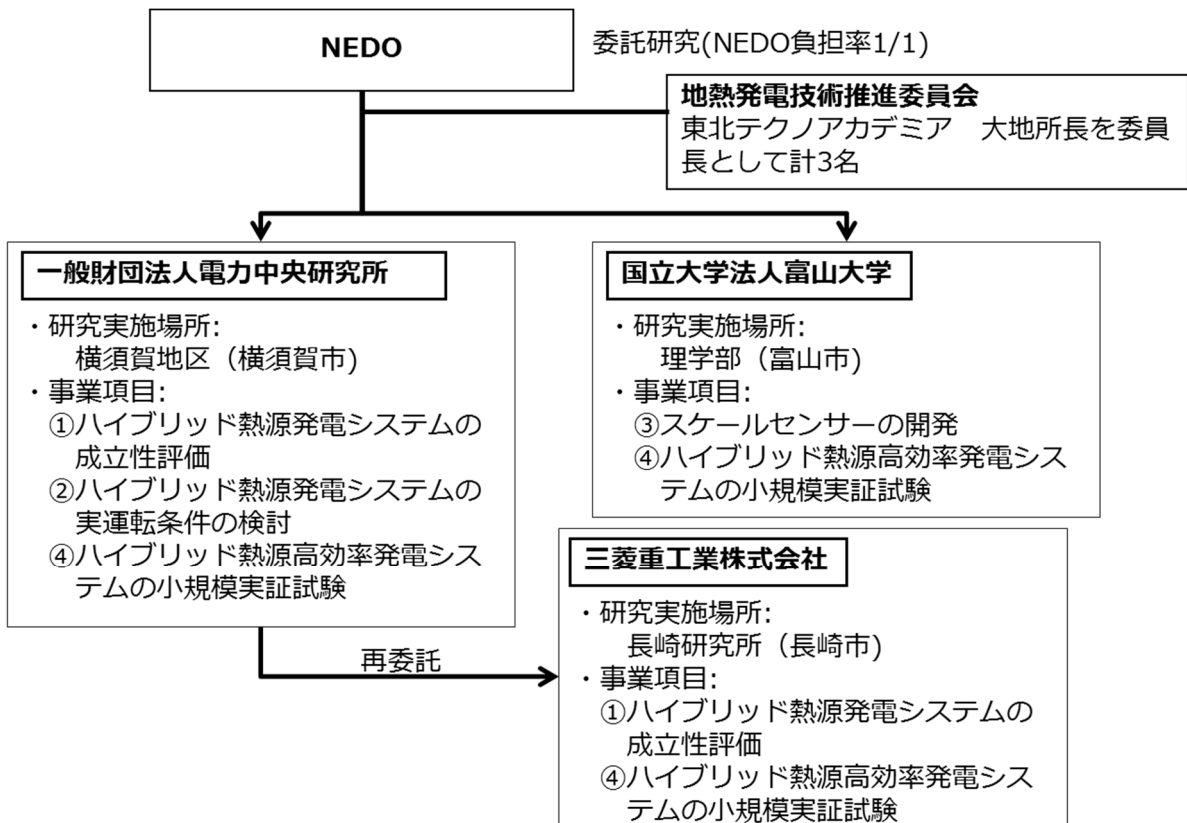 NEDO
委託研究(NEDO負担率1/1)
地熱発電技術推進委員会
東北テクノアカデミア　大地所長を委員
長として計3名
一般財団法人電力中央研究所
・研究実施場所:
横須賀地区（横須賀市)
・事業項目:
①ハイブリッド熱源発電システムの
成立性評価
②ハイブリッド熱源発電システムの
実運転条件の検討
④ハイブリッド熱源高効率発電シス
テムの小規模実証試験
国立大学法人富山大学
・研究実施場所:
理学部（富山市)
・事業項目:
③スケールセンサーの開発
④ハイブリッド熱源高効率発電シス
テムの小規模実証試験
再委託
三菱重工業株式会社
・研究実施場所:
長崎研究所（長崎市)
・事業項目:
①ハイブリッド熱源発電システムの
成立性評価
④ハイブリッド熱源高効率発電シス
テムの小規模実証試験